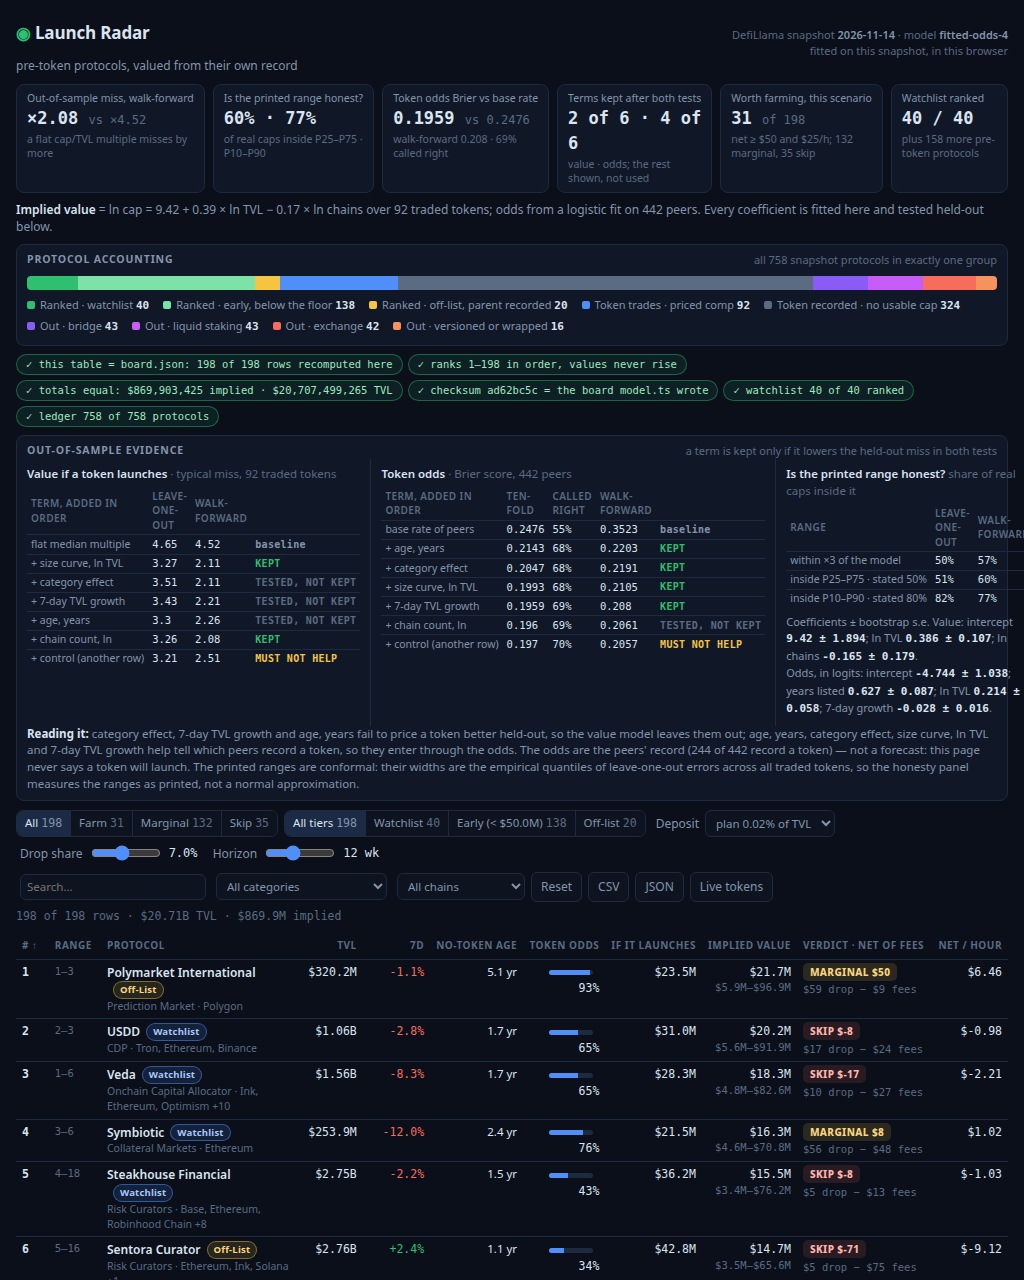 ◉ Launch Radar
DefiLlama snapshot 2026-11-14 · model fitted-odds-4
fitted on this snapshot, in this browser
pre-token protocols, valued from their own record
Out-of-sample miss, walk-forward
×2.08 vs ×4.52
a flat cap/TVL multiple misses by
more
Is the printed range honest?
60% · 77%
of real caps inside P25–P75 ·
P10–P90
Token odds Brier vs base rate
0.1959 vs 0.2476
walk-forward 0.208 · 69%
called right
Terms kept after both tests
2 of 6 · 4 of
6
value · odds; the rest
shown, not used
Worth farming, this scenario
31 of 198
net ≥ $50 and $25/h; 132
marginal, 35 skip
Watchlist ranked
40 / 40
plus 158 more pre-
token protocols
Implied value = ln cap = 9.42 + 0.39 × ln TVL − 0.17 × ln chains over 92 traded tokens; odds from a logistic fit on 442 peers. Every coefficient is fitted here and tested held-out
below.
PROTOCOL ACCOUNTING
all 758 snapshot protocols in exactly one group
Ranked · watchlist 40 Ranked · early, below the floor 138 Ranked · off-list, parent recorded 20 Token trades · priced comp 92 Token recorded · no usable cap 324
Out · bridge 43 Out · liquid staking 43 Out · exchange 42 Out · versioned or wrapped 16
✓ this table = board.json: 198 of 198 rows recomputed here ✓ ranks 1–198 in order, values never rise
✓ totals equal: $869,903,425 implied · $20,707,499,265 TVL ✓ checksum ad62bc5c = the board model.ts wrote ✓ watchlist 40 of 40 ranked
✓ ledger 758 of 758 protocols
OUT-OF-SAMPLE EVIDENCE
a term is kept only if it lowers the held-out miss in both tests
Value if a token launches · typical miss, 92 traded tokens
TERM, ADDED IN ORDER LEAVE-ONE-OUT WALK-FORWARD
flat median multiple 4.65 4.52 baseline
+ size curve, ln TVL 3.27 2.11 KEPT
+ category effect 3.51 2.11 TESTED, NOT KEPT
+ 7-day TVL growth 3.43 2.21 TESTED, NOT KEPT
+ age, years 3.3 2.26 TESTED, NOT KEPT
+ chain count, ln 3.26 2.08 KEPT
+ control (another row) 3.21 2.51 MUST NOT HELP
Token odds · Brier score, 442 peers
TERM, ADDED IN ORDER TEN-FOLD CALLED RIGHT WALK-FORWARD
base rate of peers 0.2476 55% 0.3523 baseline
+ age, years 0.2143 68% 0.2203 KEPT
+ category effect 0.2047 68% 0.2191 KEPT
+ size curve, ln TVL 0.1993 68% 0.2105 KEPT
+ 7-day TVL growth 0.1959 69% 0.208 KEPT
+ chain count, ln 0.196 69% 0.2061 TESTED, NOT KEPT
+ control (another row) 0.197 70% 0.2057 MUST NOT HELP
Is the printed range honest? share of real
caps inside it
RANGE LEAVE-ONE-OUT WALK-FORWARD
within ×3 of the model 50% 57%
inside P25–P75 · stated 50% 51% 60%
inside P10–P90 · stated 82% 77%
Coefficients ± bootstrap s.e. Value: intercept
9.42 ± 1.894; ln TVL 0.386 ± 0.107; ln
chains -0.165 ± 0.179.
Odds, in logits: intercept -4.744 ± 1.038;
years listed 0.627 ± 0.087; ln TVL 0.214 ±
0.058; 7-day growth -0.028 ± 0.016.
Reading it: category effect, 7-day TVL growth and age, years fail to price a token better held-out, so the value model leaves them out; age, years, category effect, size curve, ln TVL
and 7-day TVL growth help tell which peers record a token, so they enter through the odds. The odds are the peers' record (244 of 442 record a token) — not a forecast: this page
never says a token will launch. The printed ranges are conformal: their widths are the empirical quantiles of leave-one-out errors across all traded tokens, so the honesty panel
measures the ranges as printed, not a normal approximation.
All 198 Farm 31 Marginal 132 Skip 35 All tiers 198 Watchlist 40 Early (< $50.0M) 138 Off-list 20 Deposit plan 0.02% of TVL
Drop share 7.0% Horizon 12 wk
Search... All categories All chains Reset CSV JSON Live tokens
198 of 198 rows · $20.71B TVL · $869.9M implied
# ↑ RANGE PROTOCOL TVL 7D NO-TOKEN AGE TOKEN ODDS IF IT LAUNCHES IMPLIED VALUE VERDICT · NET OF FEES NET / HOUR
1 1–3 Polymarket International $320.2M -1.1% 5.1 yr $23.5M $21.7M MARGINAL $50 $6.46
Off-List 93% $5.9M–$96.9M $59 drop − $9 fees
Prediction Market · Polygon
2 2–3 USDD Watchlist $1.06B -2.8% 1.7 yr $31.0M $20.2M SKIP $-8 $-0.98
CDP · Tron, Ethereum, Binance 65% $5.6M–$91.9M $17 drop − $24 fees
3 1–6 Veda Watchlist $1.56B -8.3% 1.7 yr $28.3M $18.3M SKIP $-17 $-2.21
Onchain Capital Allocator · Ink, 65% $4.8M–$82.6M $10 drop − $27 fees
Ethereum, Optimism +10
4 3–6 Symbiotic Watchlist $253.9M -12.0% 2.4 yr $21.5M $16.3M MARGINAL $8 $1.02
Collateral Markets · Ethereum 76% $4.6M–$70.8M $56 drop − $48 fees
5 4–18 Steakhouse Financial $2.75B -2.2% 1.5 yr $36.2M $15.5M SKIP $-8 $-1.03
Watchlist 43% $3.4M–$76.2M $5 drop − $13 fees
Risk Curators · Base, Ethereum,
Robinhood Chain +8
6 5–16 Sentora Curator Off-List $2.76B +2.4% 1.1 yr $42.8M $14.7M SKIP $-71 $-9.12
Risk Curators · Ethereum, Ink, Solana 34% $3.5M–$65.6M $5 drop − $75 fees